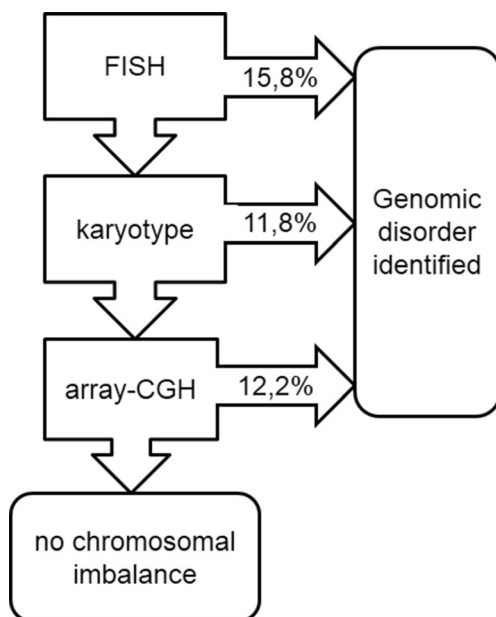 FISH
15,8%
karyotype
11,8%
Genomic
disorder
identified
array-CGH
12,2%
no chromosomal
imbalance